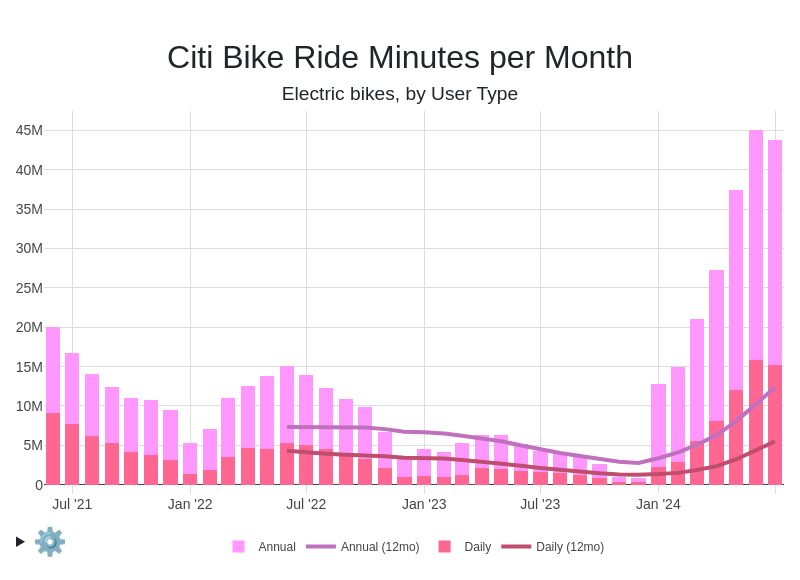 Citi Bike Ride Minutes per Month
Electric bikes, by User Type
45M
40M
35M
30M
25M
20M
15M
10M
5M
0
Jul '21
Jan '22
Jul '22
Jan '23
Jul '23
Jan '24
Annual
Annual (12mo)
Daily
Daily (12mo)